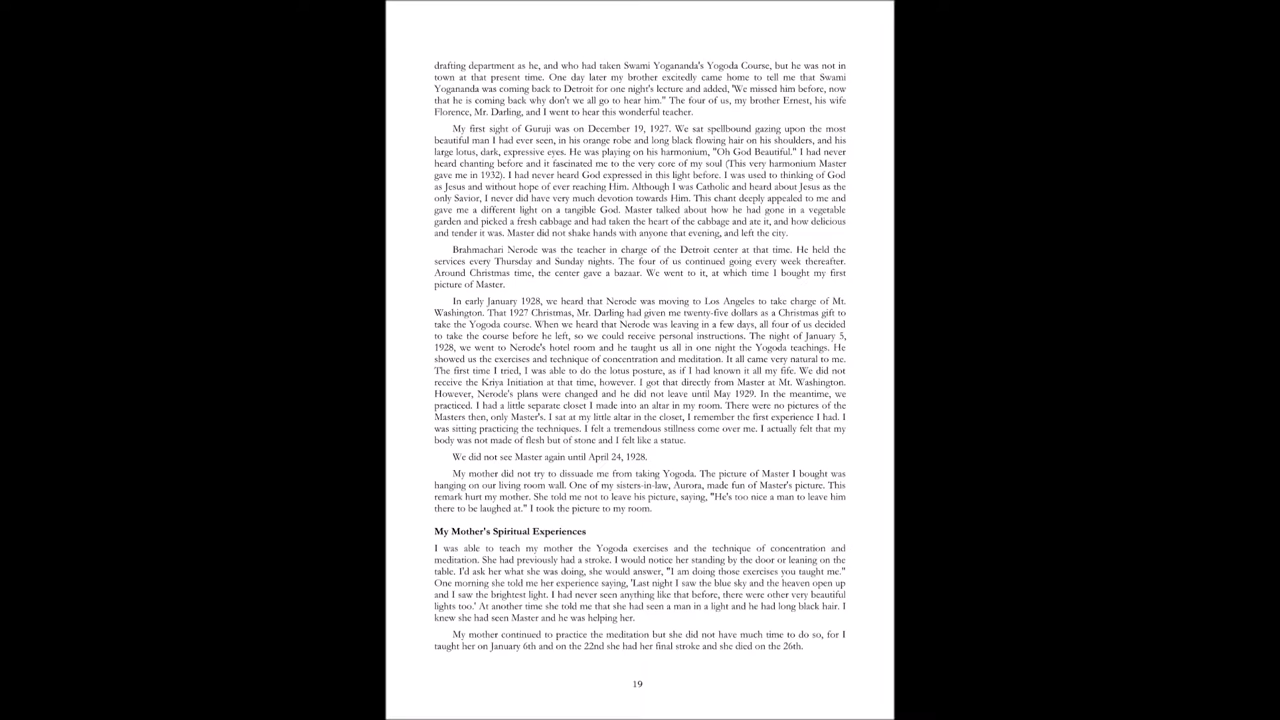 drafting department as he, and who had taken Swami Yogananda's Yogoda Course, but he was not in
town at that present time. One day later my brother excitedly came home to tell me that Swami
Yogananda was coming back to Detroit for one night's lecture and added, 'We missed him before, now
that he is coming back why don't we all go to hear him." The four of us, my brother Ernest, his wife
Florence, Mr. Darling, and I went to hear this wonderful teacher.
My first sight of Guruji was on December 19, 1927. We sat spellbound gazing upon the most
beautiful man I had ever seen, in his orange robe and long black flowing hair on his shoulders, and his
large lotus, dark, expressive eyes. He was playing on his harmonium, "Oh God Beautiful." I had never
heard chanting before and it fascinated me to the very core of my soul (This very harmonium Master
gave me in 1932). I had never heard God expressed in this light before. I was used to thinking of God
as Jesus and without hope of ever reaching Him. Although I was Catholic and heard about Jesus as the
only Savior, I never did have very much devotion towards Him. This chant deeply appealed to me and
gave me a different light on a tangible God. Master talked about how he had gone in a vegetable
garden and picked a fresh cabbage and had taken the heart of the cabbage and ate it, and how delicious
and tender it was. Master did not shake hands with anyone that evening, and left the city.
Brahmachari Nerode was the teacher in charge of the Detroit center at that time. He held the
services every Thursday and Sunday nights. The four of us continued going every week thereafter.
Around Christmas time, the center gave a bazaar. We went to it, at which time I bought my first
picture of Master.
In early January 1928, we heard that Nerode was moving to Los Angeles to take charge of Mt.
Washington. That 1927 Christmas, Mr. Darling had given me twenty-five dollars as a Christmas gift to
take the Yogoda course. When we heard that Nerode was leaving in a few days, all four of us decided
to take the course before he left, so we could receive personal instructions. The night of January 5,
1928, we went to Nerode's hotel room and he taught us all in one night the Yogoda teachings. He
showed us the exercises and technique of concentration and meditation. It all came very natural to me.
The first time I tried, I was able to do the lotus posture, as if I had known it all my fife. We did not
receive the Kriya Initiation at that time, however. I got that directly from Master at Mt. Washington.
However, Nerode's plans were changed and he did not leave until May 1929. In the meantime, we
practiced. I had a little separate closet I made into an altar in my room. There were no pictures of the
Masters then, only Master's. I sat at my little altar in the closet, I remember the first experience I had. I
was sitting practicing the techniques. I felt a tremendous stillness come over me. I actually felt that my
body was not made of flesh but of stone and I felt like a statue.
We did not see Master again until April 24, 1928.
My mother did not try to dissuade me from taking Yogoda. The picture of Master I bought was
hanging on our living room wall. One of my sisters-in-law, Aurora, made fun of Master's picture. This
remark hurt my mother. She told me not to leave his picture, saying, "He's too nice a man to leave him
there to be laughed at." I took the picture to my room.
My Mother's Spiritual Experiences
I was able to teach my mother the Yogoda exercises and the technique of concentration and
meditation. She had previously had a stroke. I would notice her standing by the door or leaning on the
table. I'd ask her what she was doing, she would answer, "I am doing those exercises you taught me."
One morning she told me her experience saying, 'Last night I saw the blue sky and the heaven open up
and I saw the brightest light. I had never seen anything like that before, there were other very beautiful
lights too.' At another time she told me that she had seen a man in a light and he had long black hair. I
knew she had seen Master and he was helping her.
My mother continued to practice the meditation but she did not have much time to do so, for I
taught her on January 6th and on the 22nd she had her final stroke and she died on the 26th.
19